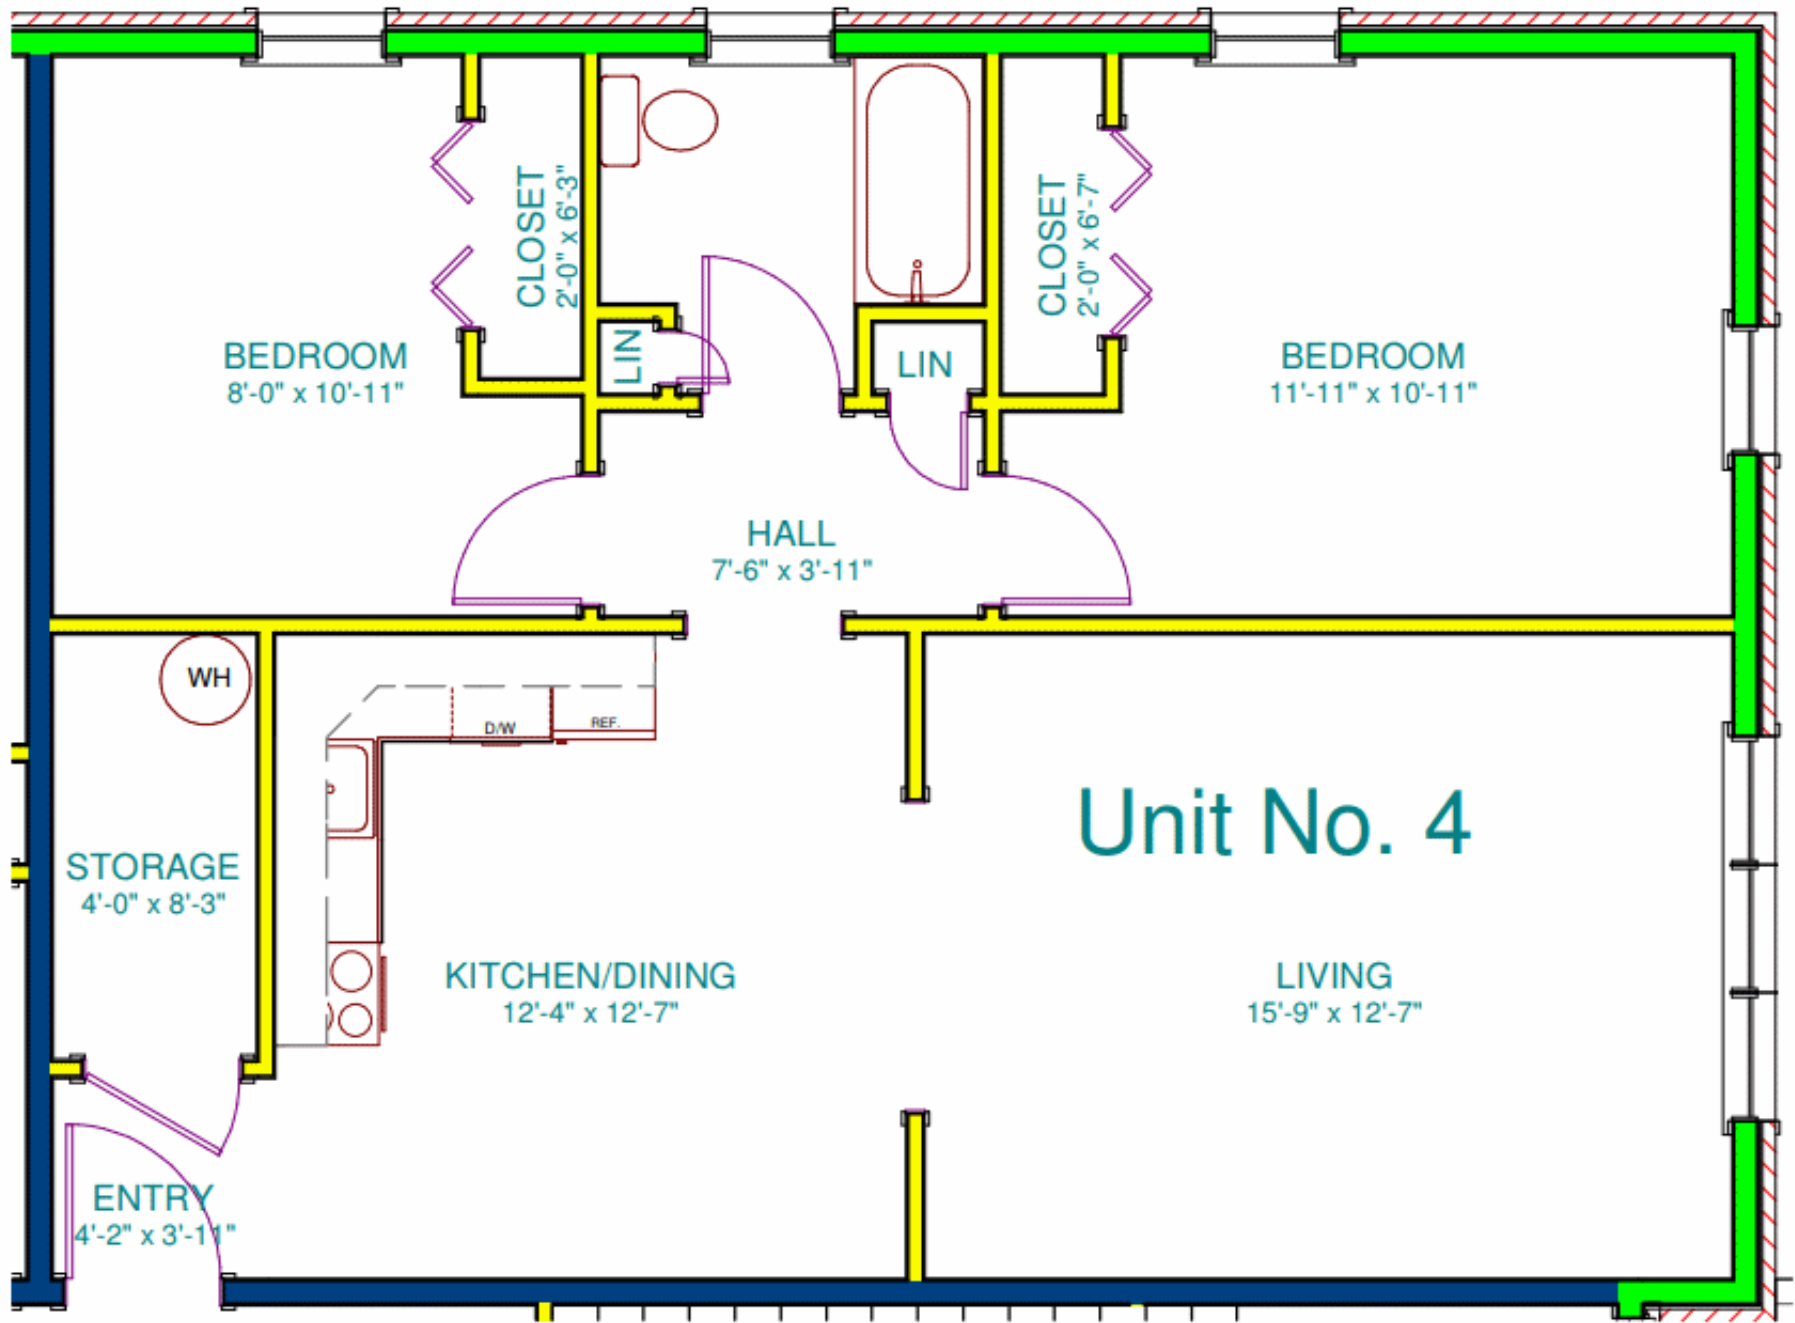 CLOSET
2'-0" x 6'-3"
CLOSET
2'-0" x 6'-7"
BEDROOM
8'-0" x 10'-11"
LIN
LIN
BEDROOM
11'-11" x 10'-11"
HALL
7'-6" x 3'-11"
WH
D/W
REF.
Unit No. 4
STORAGE
4'-0" x 8'-3"
KITCHEN/DINING
12'-4" x 12'-7"
LIVING
15'-9" x 12'-7"
ENTRY
4'-2" x 3'-11"